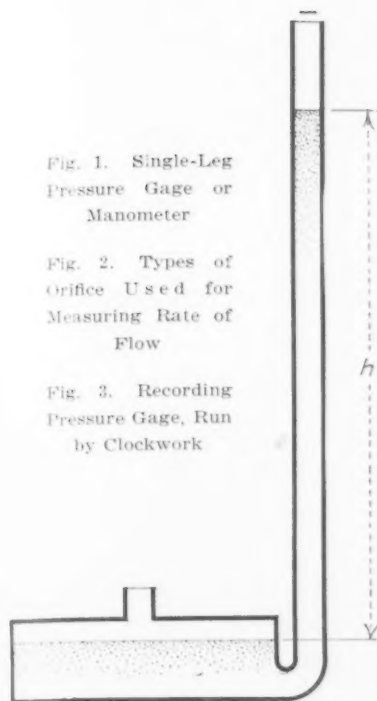 Fig. 1. Single-Leg
Pressure Gage or
Manometer
Fig. 2. Types of
Orifice Used for
Measuring Rate of
Flow
Fig. 3. Recording
Pressure Gage, Run
by Clockwork
h